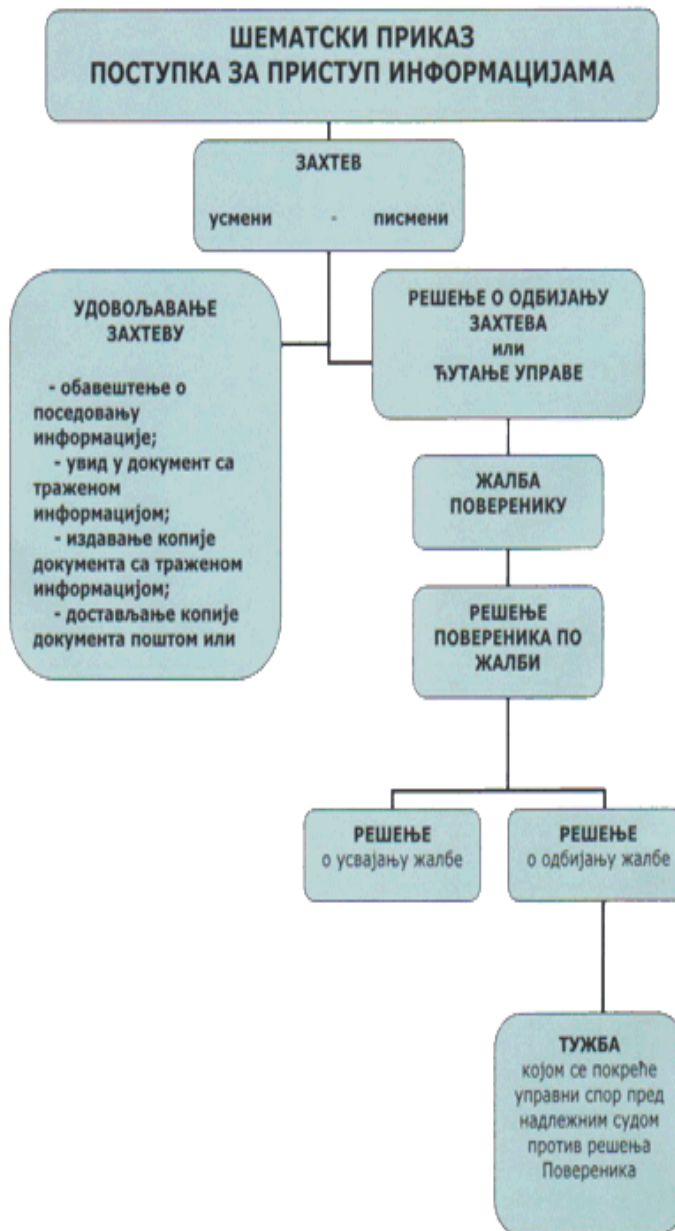 ШЕМАТСКИ ПРИКАЗ
ПОСТУПКА ЗА ПРИСТУП ИНФОРМАЦИЈАМА
ЗАХТЕВ
усмени - писмени
УДОВОЉАВАЊЕ
ЗАХТЕВУ
- обавештење о
поседовању
информације;
- увид у документ са
траженом
информацијом;
- издавање копије
документа са траженом
информацијом;
- достављање копије
документа поштом или
РЕШЕЊЕ О ОДБИЈАЊУ
ЗАХТЕВА
или
ЋУТАЊЕ УПРАВЕ
ЖАЛБА
ПОВЕРЕНИКУ
РЕШЕЊЕ
ПОВЕРЕНИКА ПО
ЖАЛБИ
РЕШЕЊЕ
о усвајању жалбе
РЕШЕЊЕ
о одбијању жалбе
ТУЖБА
којом се покреће
управни спор пред
надлежним судом
против решења
Повереника